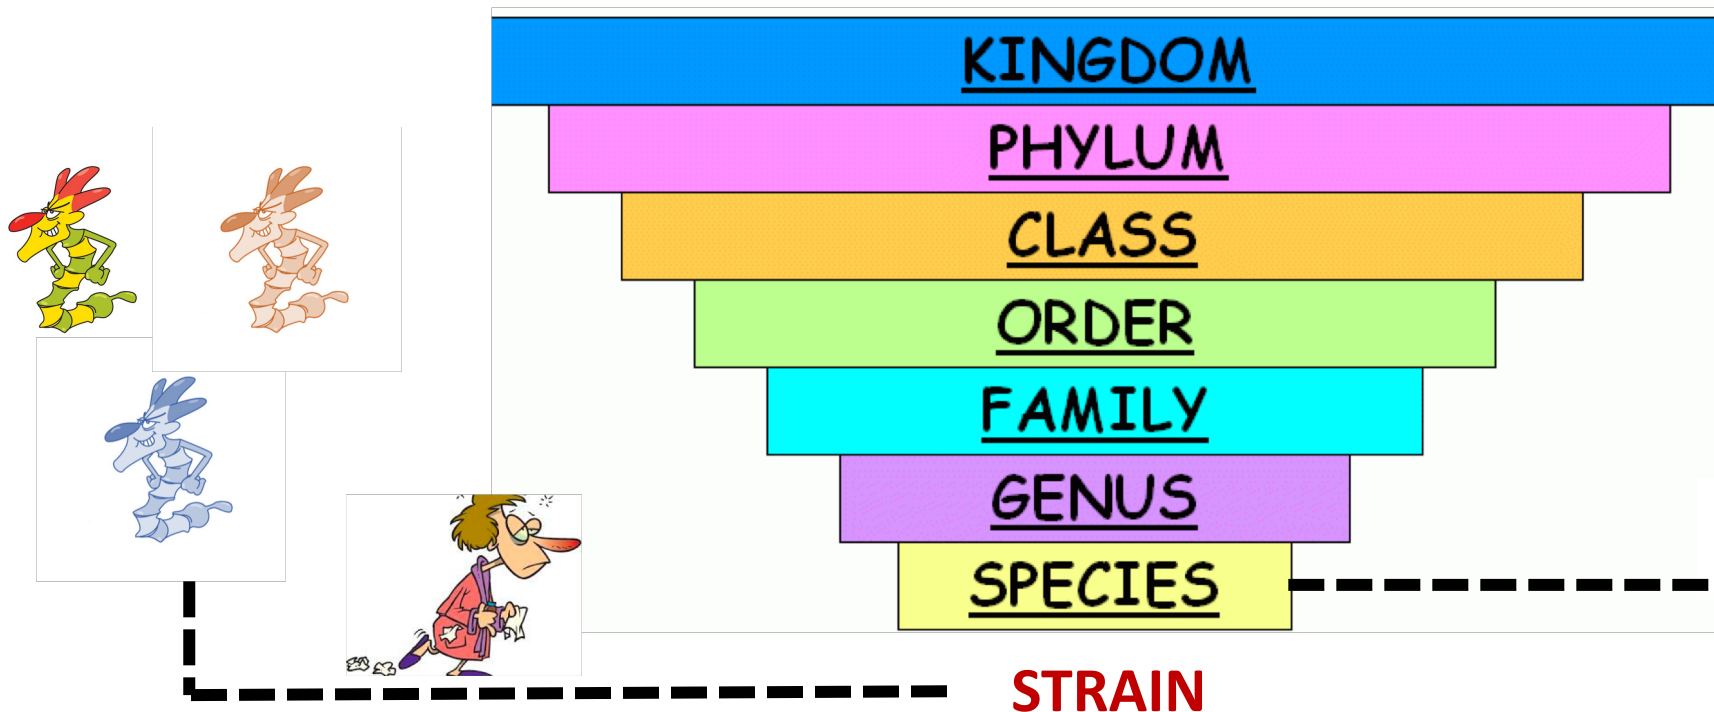 KINGDOM
PHYLUM
CLASS
ORDER
FAMILY
GENUS
SPECIES
STRAIN